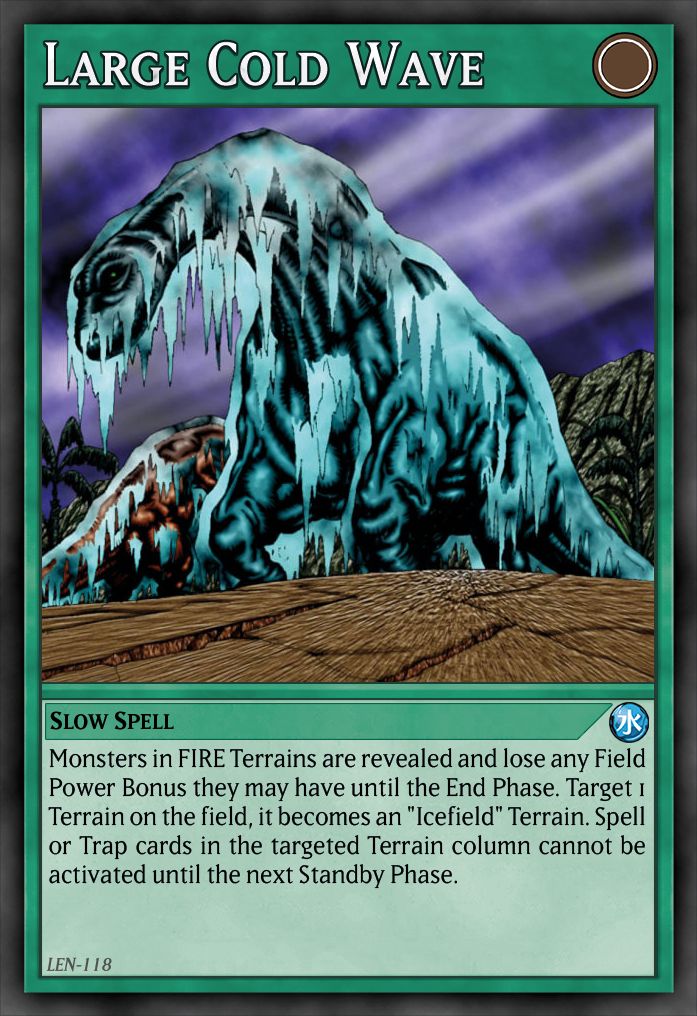 LARGE COLD WAVE
SLOW SPELL
水
Monsters in FIRE Terrains are revealed and lose any Field
Power Bonus they may have until the End Phase. Target 1
Terrain on the field, it becomes an "Icefield" Terrain. Spell
or Trap cards in the targeted Terrain column cannot be
activated until the next Standby Phase.
LEN-118